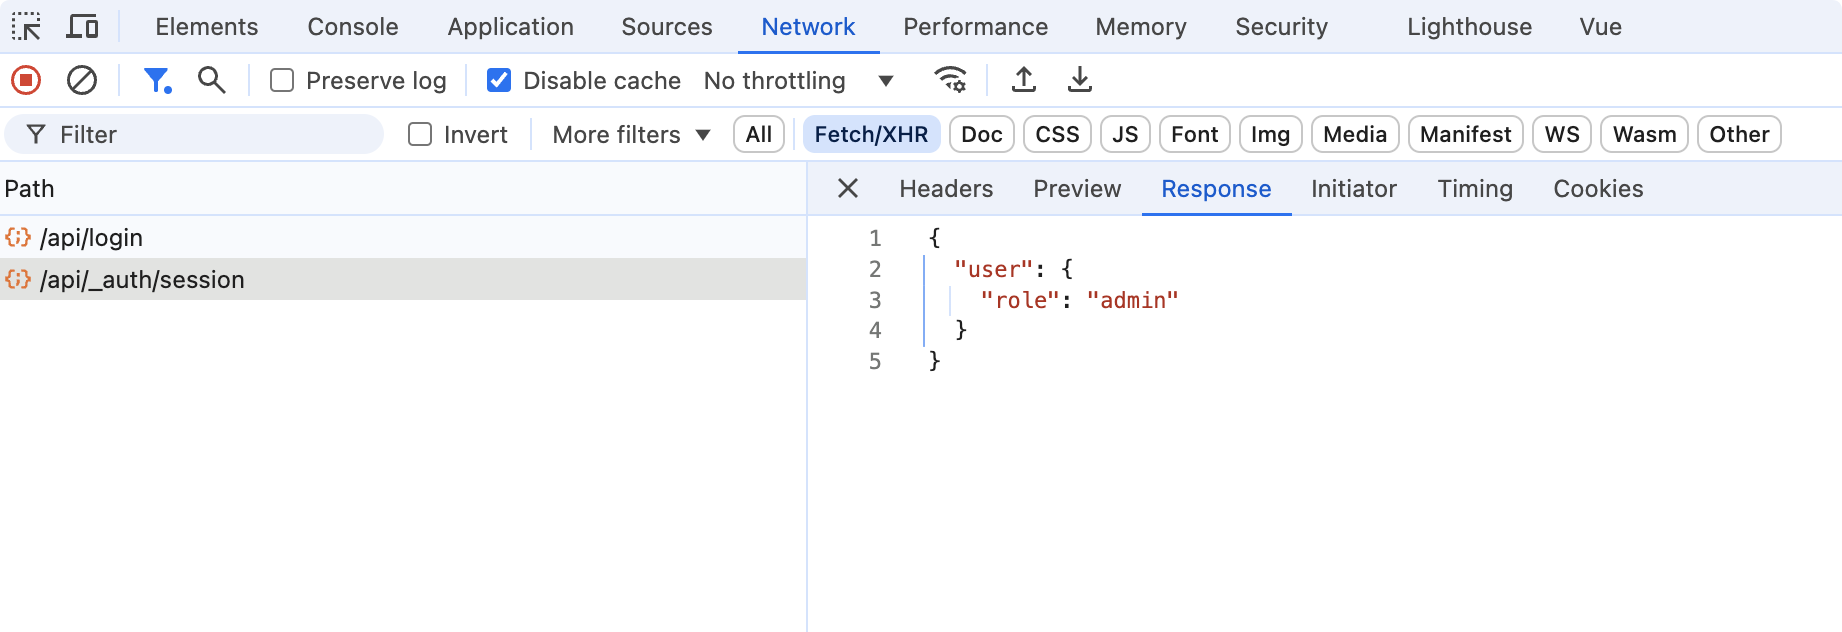 Elements Console Application Sources Network Performance Memory Security Lighthouse Vue
Preserve log Disable cache No throttling
Filter Invert More filters All Fetch/XHR Doc CSS JS Font Img Media Manifest WS Wasm Other
Path
Headers Preview Response Initiator Timing Cookies
/api/login
/api/_auth/session
1 {
2 "user": {
3 "role": "admin"
4 }
5 }